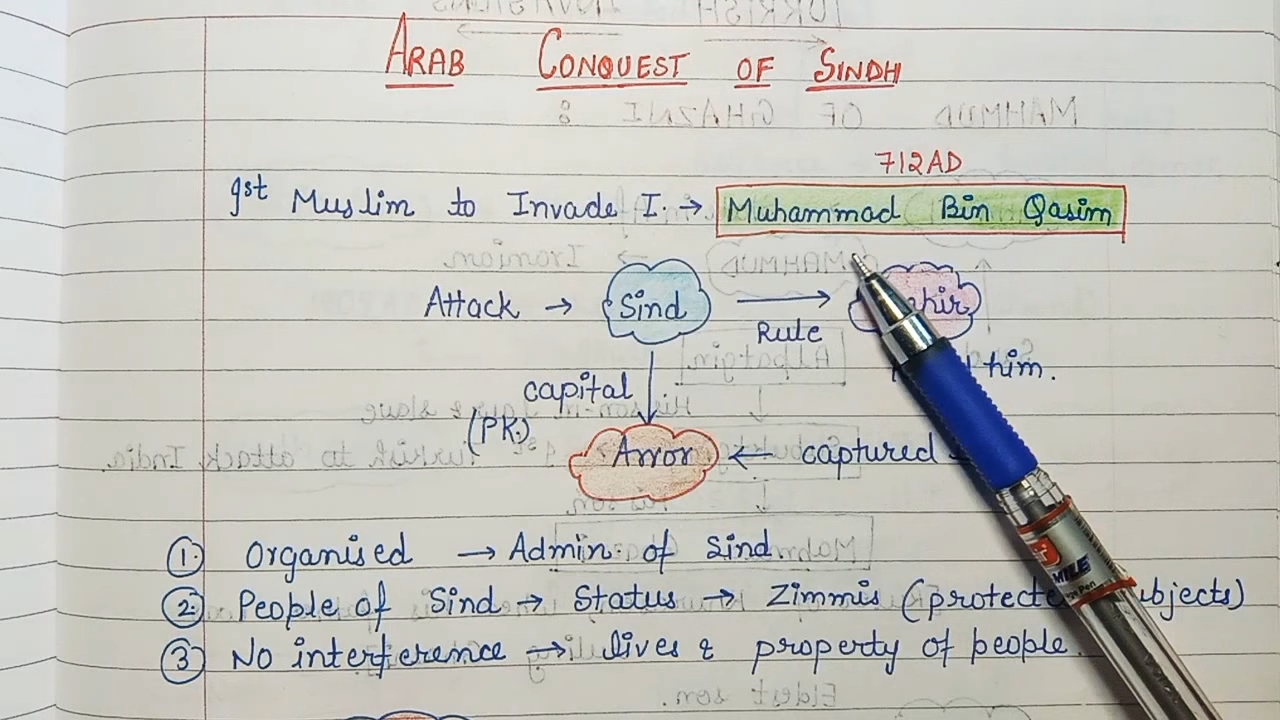 ARAB CONQUEST OF SINDH
712AD
1st Muslim to Invade I. → Muhammad Bin Qasim
Attack → Sind →
Rule
him.
capital
(PK.)
Arror ← captured
① Organised → Admin. of Sind
② People of Sind → Status → Zimmis (protected subjects)
③ No interference → lives & property of people.